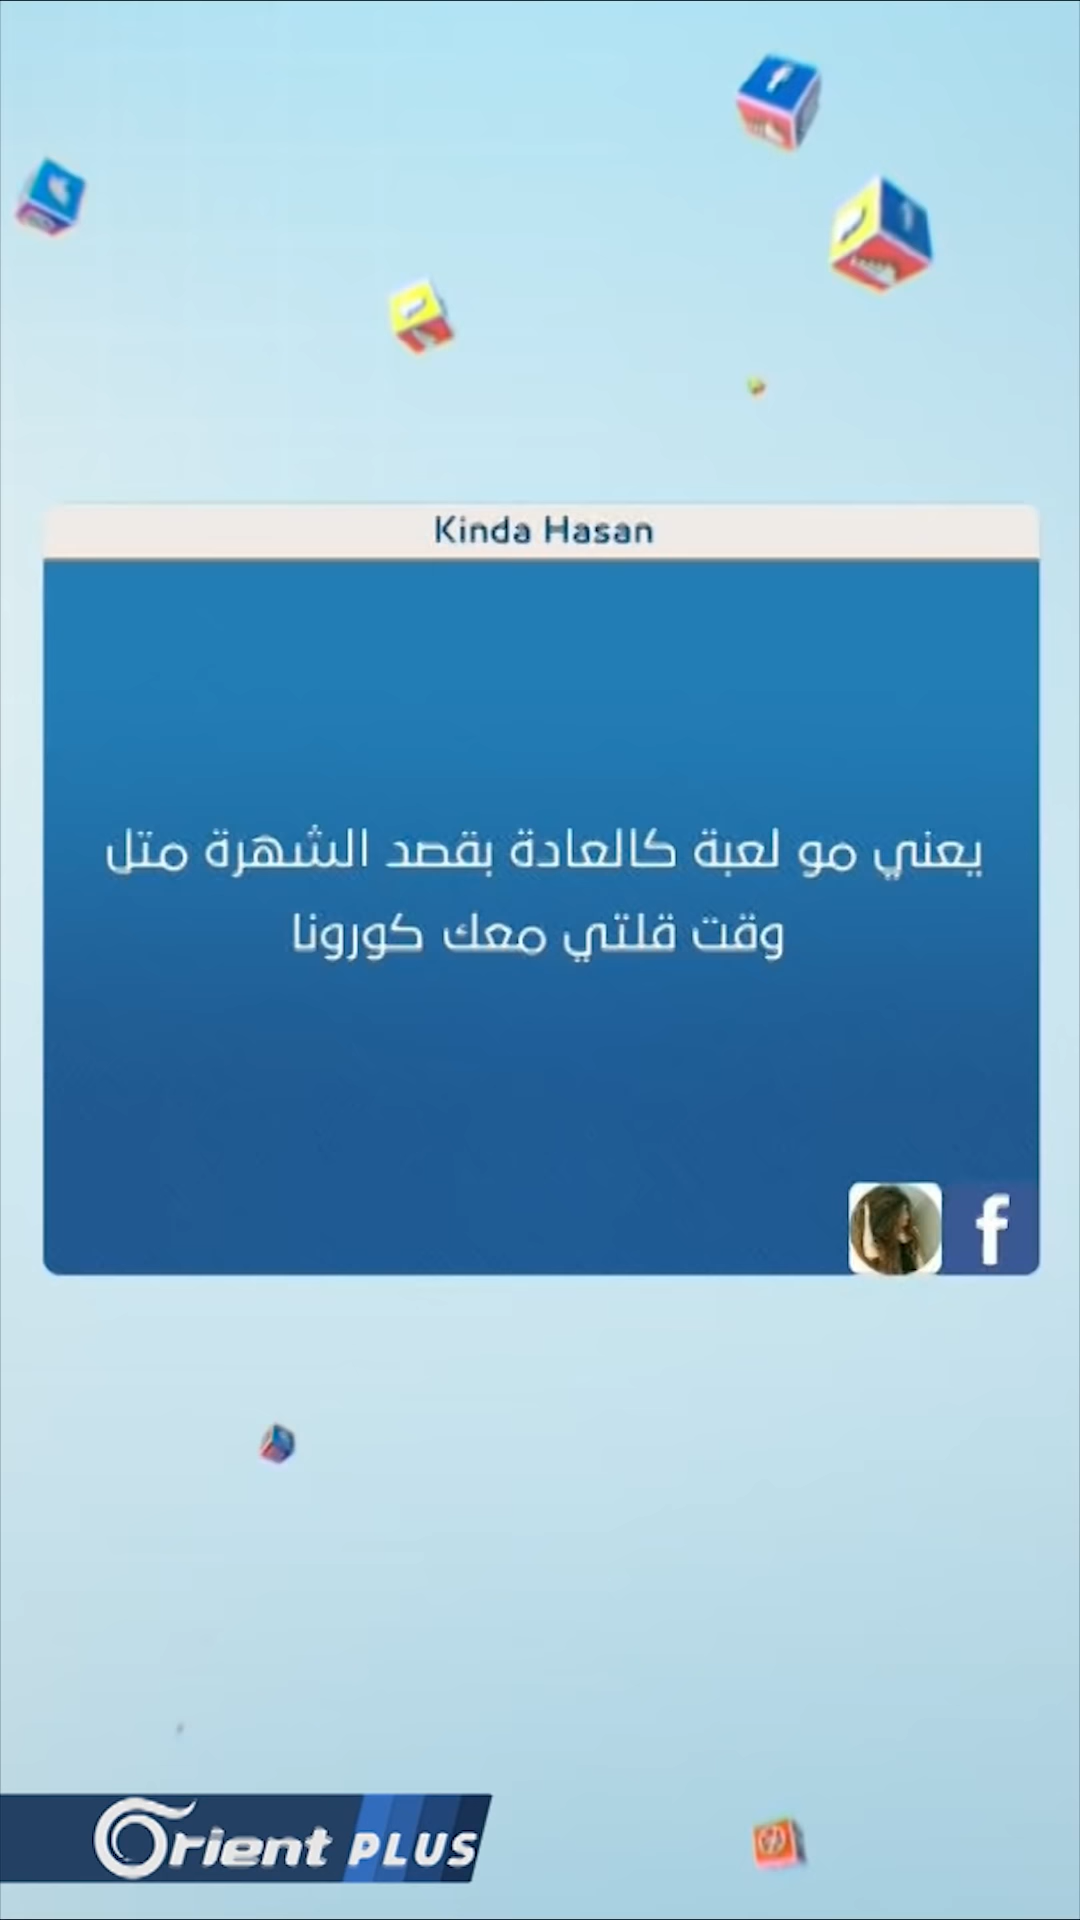 Kinda Hasan
يعني مو لعبة كالعادة بقصد الشهرة متل
وقت قلتي معك كورونا
f
Orient PLUS